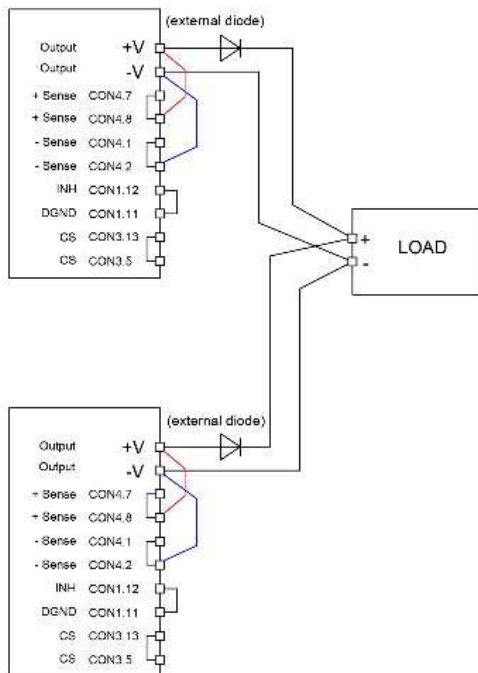 (external diode)
Output +V
Output -V
+ Sense CON4.7
+ Sense CON4.8
- Sense CON4.1
- Sense CON4.2
INH CON1.12
DGND CON1.11
CS CON3.13
CS CON3.5
+ LOAD
-
(external diode)
Output +V
Output -V
+ Sense CON4.7
+ Sense CON4.8
- Sense CON4.1
- Sense CON4.2
INH CON1.12
DGND CON1.11
CS CON3.13
CS CON3.5